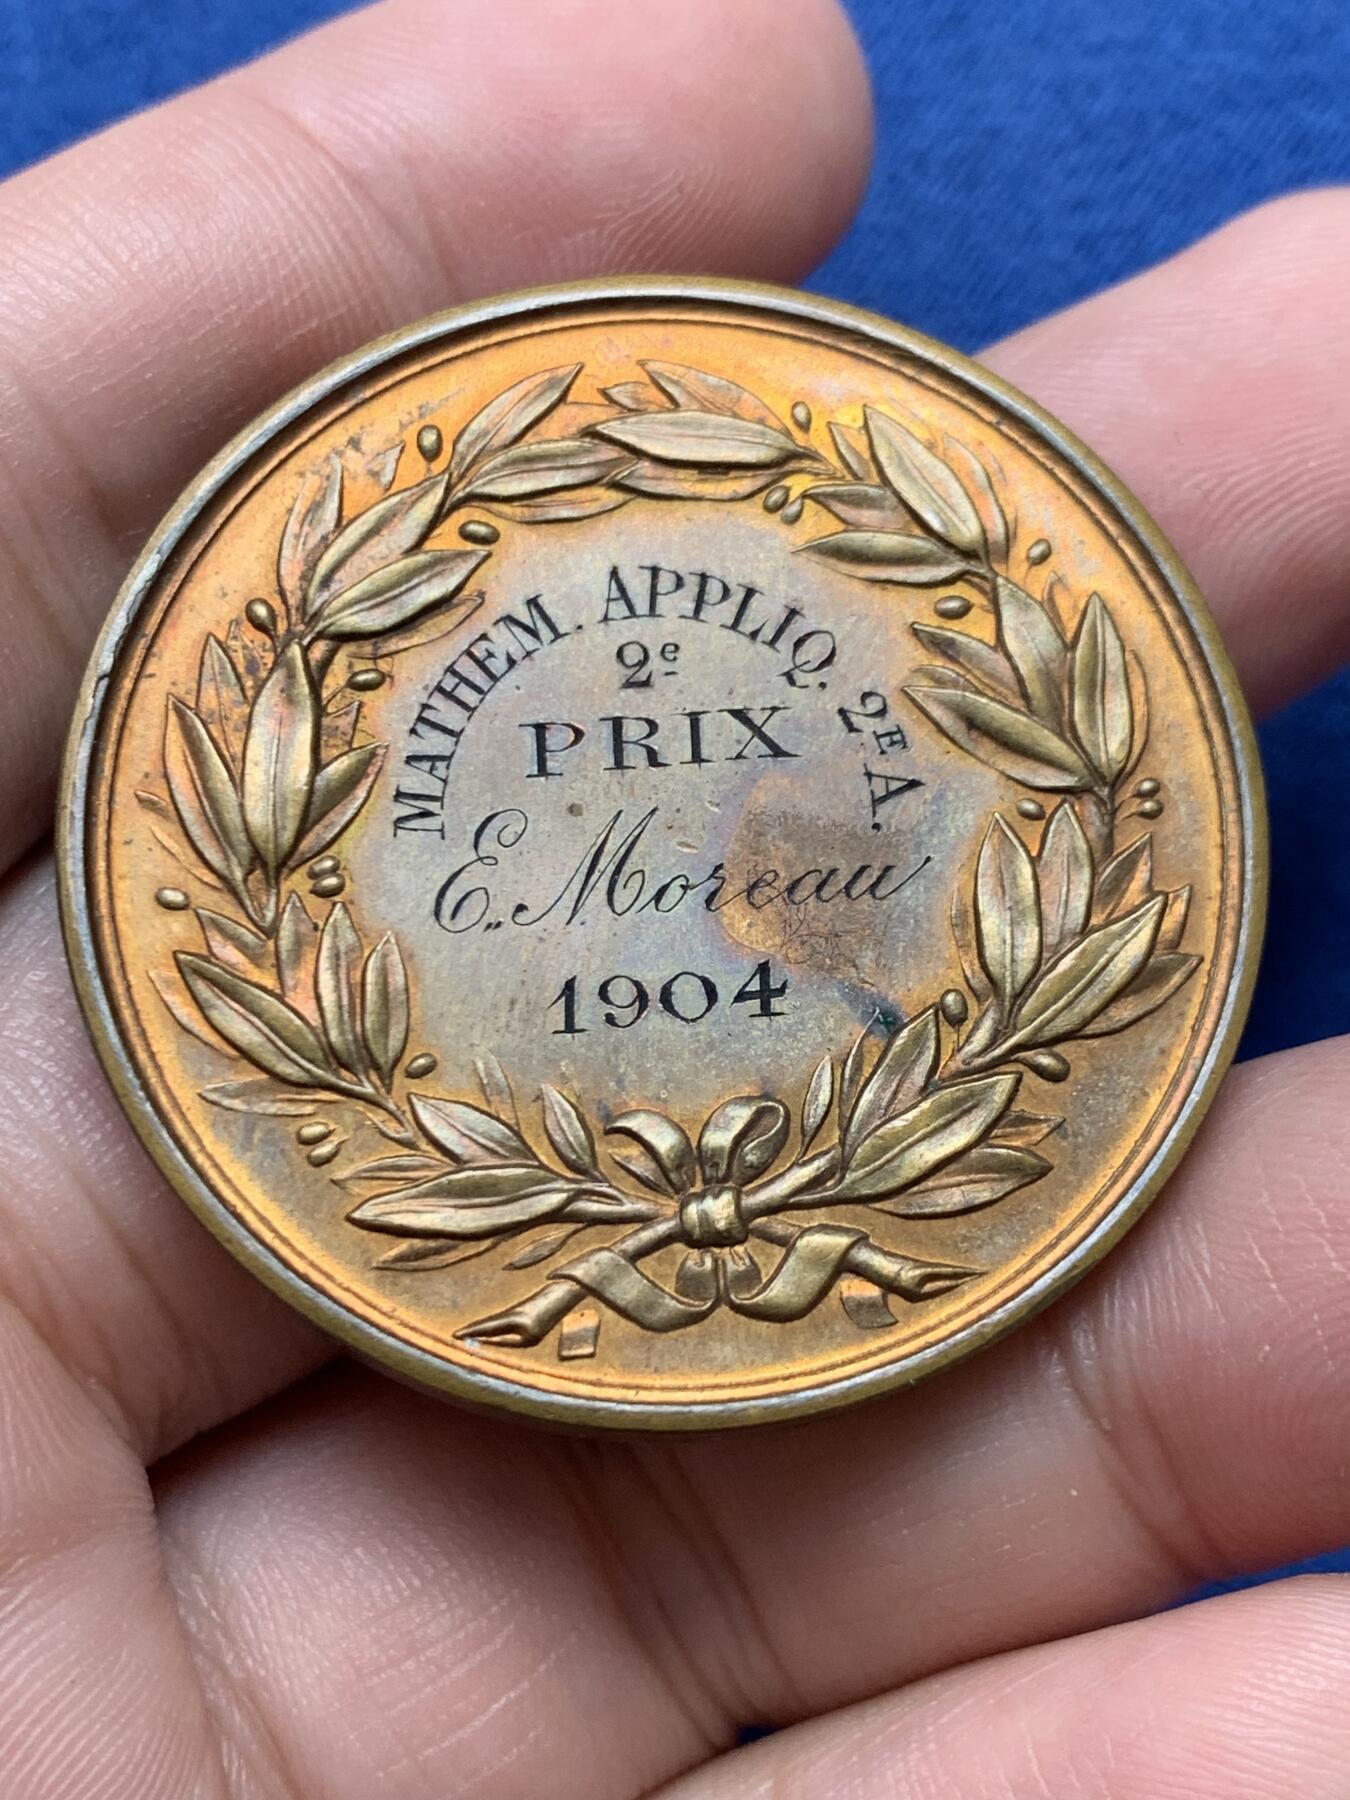 MATHEM. APPLIQ. 2E A.
2e
PRIX
E. Moreau
1904